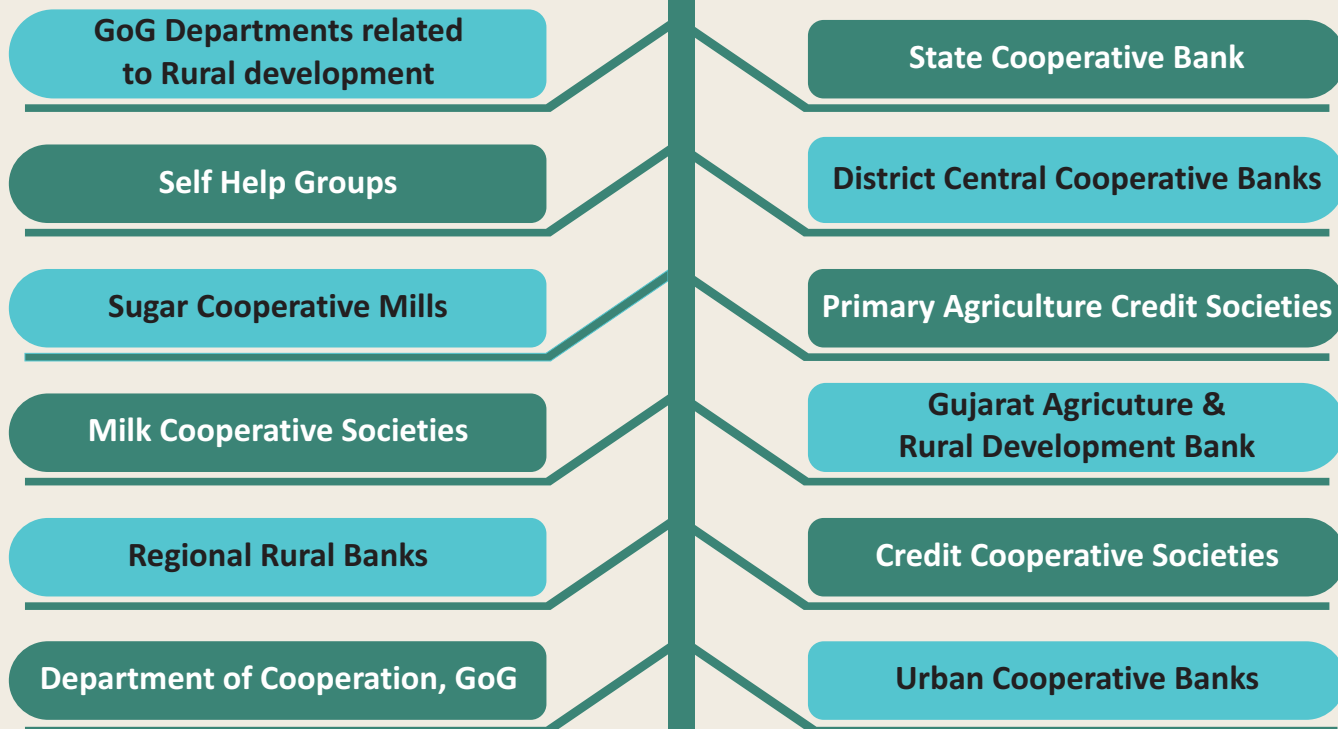 GoG Departments related
to Rural development
State Cooperative Bank
Self Help Groups
District Central Cooperative Banks
Sugar Cooperative Mills
Primary Agriculture Credit Societies
Milk Cooperative Societies
Gujarat Agricuture &
Rural Development Bank
Regional Rural Banks
Credit Cooperative Societies
Department of Cooperation, GoG
Urban Cooperative Banks